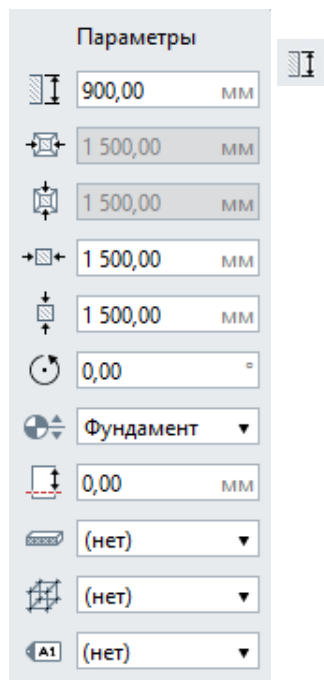 Параметры
900,00 мм
1 500,00 мм
1 500,00 мм
1 500,00 мм
1 500,00 мм
0,00 °
Фундамент
0,00 мм
(нет)
(нет)
A1 (нет)